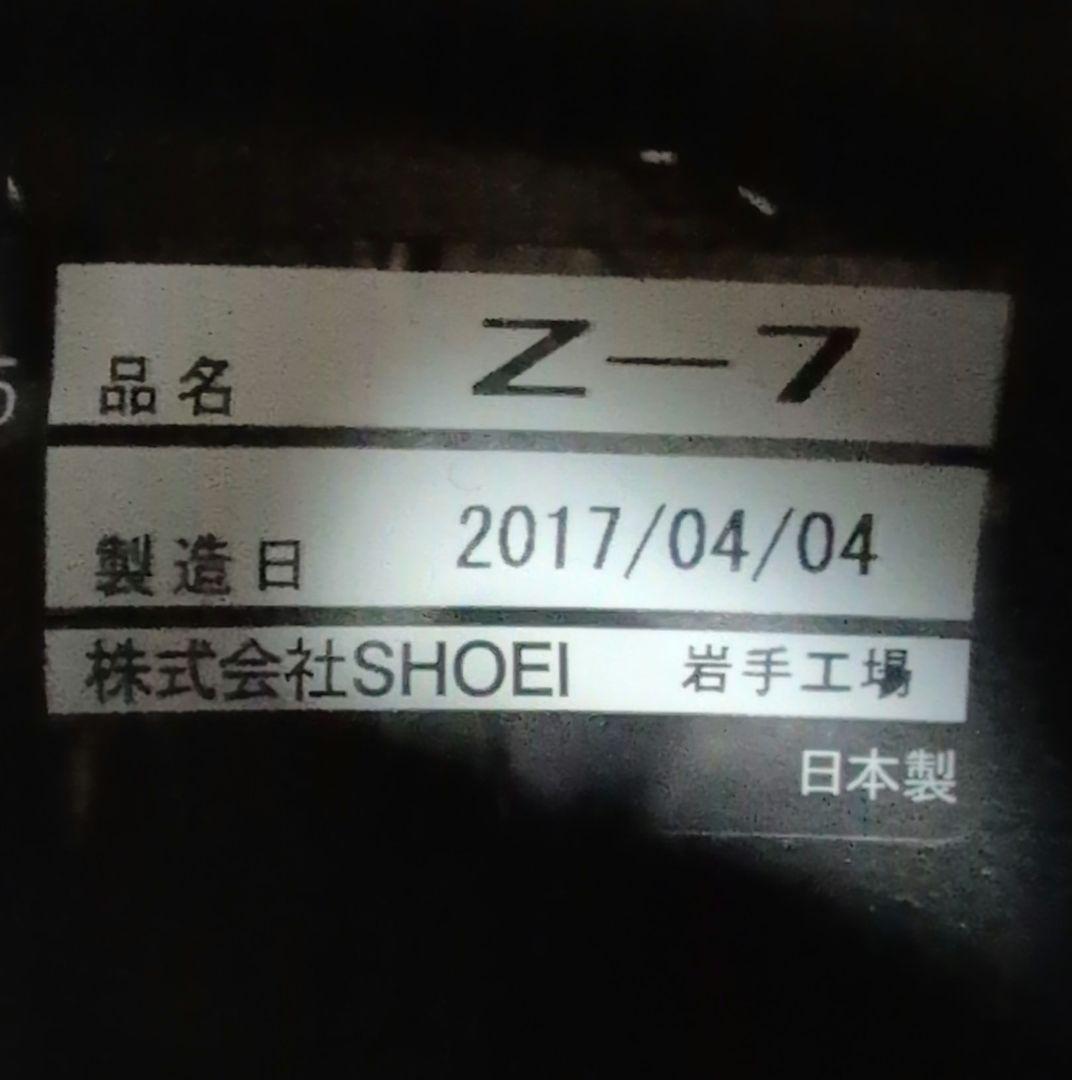 品名 Z-7
製造日 2017/04/04
株式会社SHOEI 岩手工場
日本製